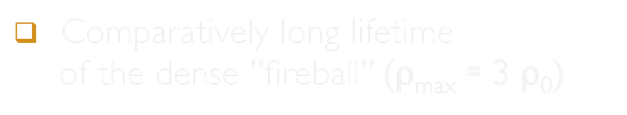 ❑ Comparatively long lifetime
of the dense ”fireball” (ρmax ≈ 3 ρ0)